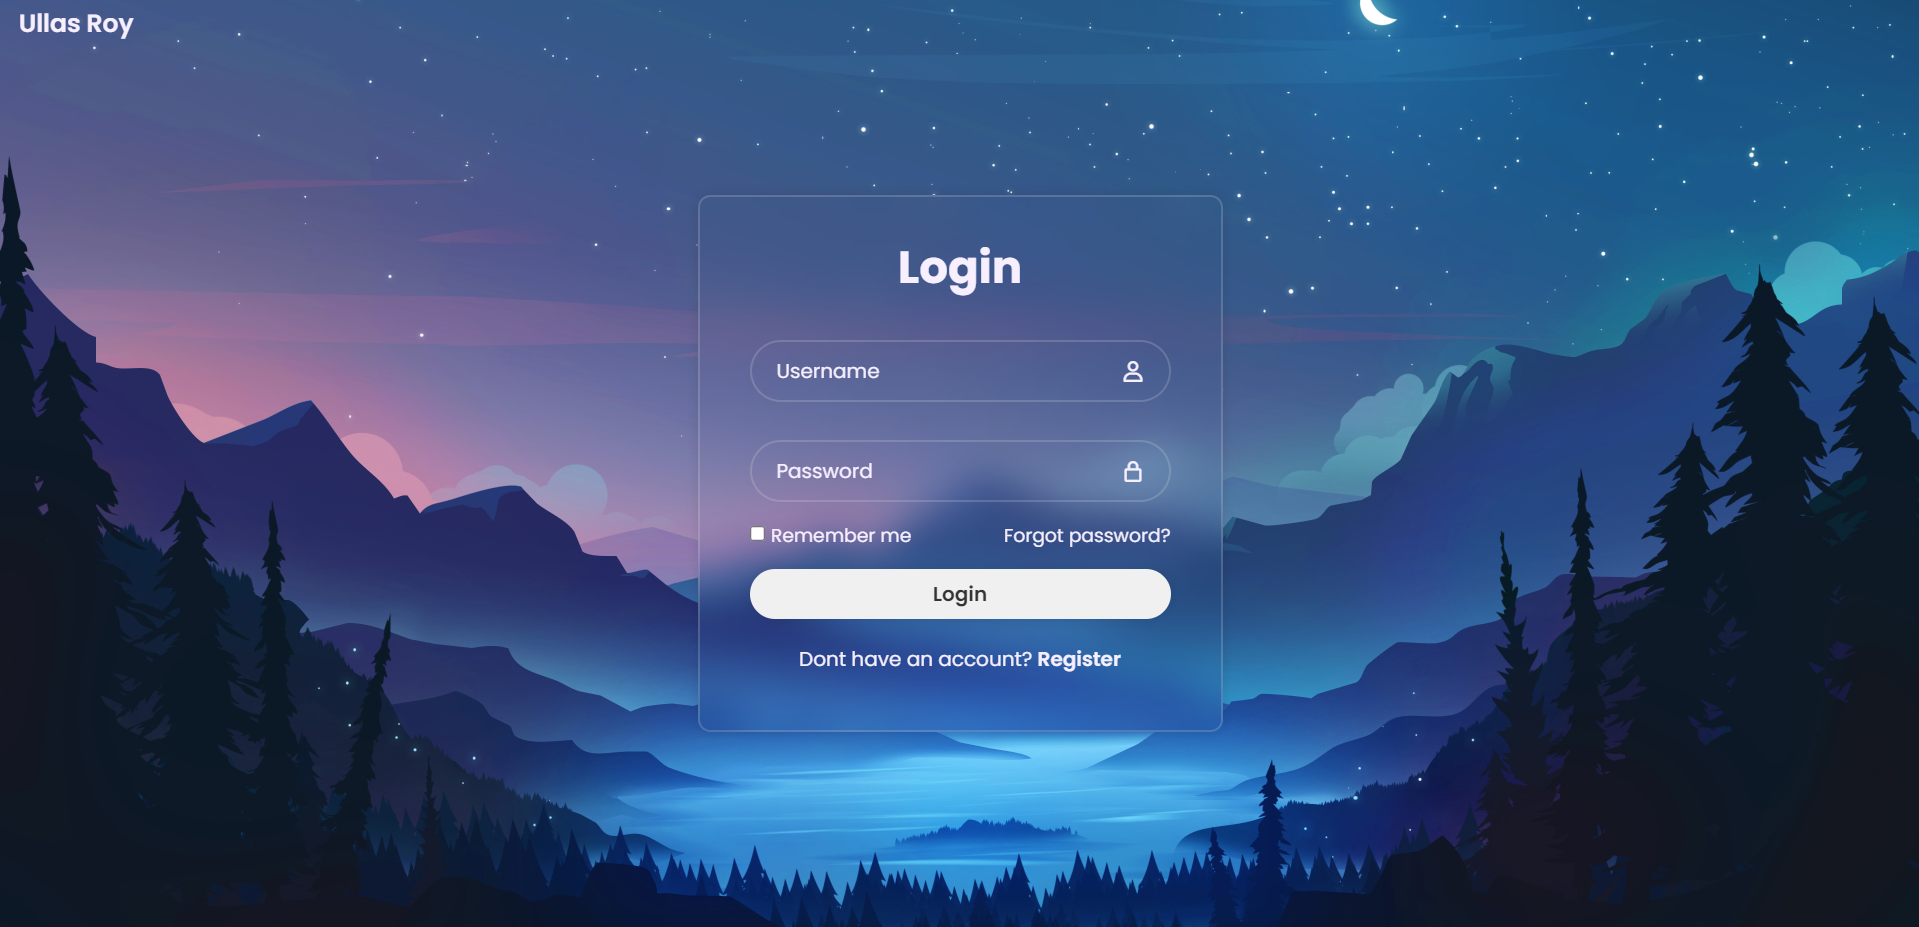 Ullas Roy
Login
Username
Password
Remember me Forgot password?
Login
Dont have an account? Register